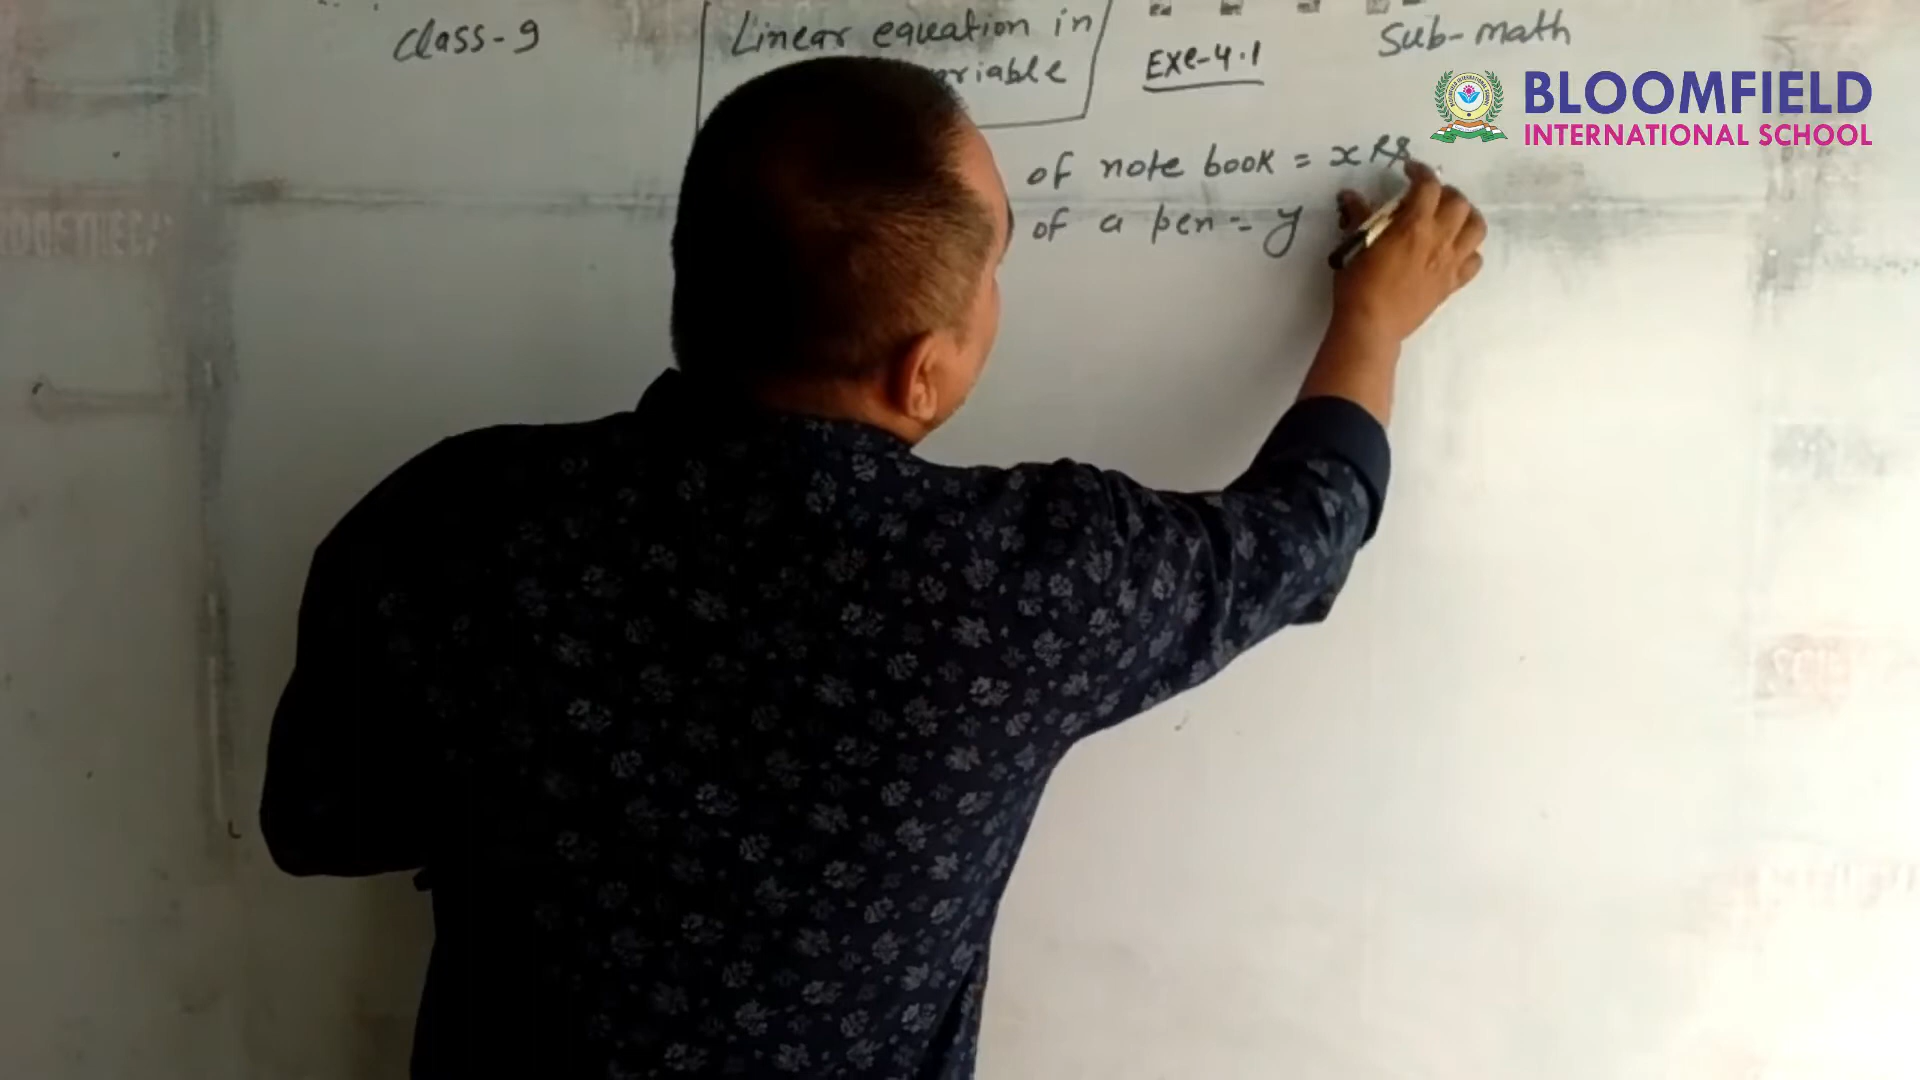 class-9
Linear equation in
variable
Exe-4.1
Sub-math
BLOOMFIELD
INTERNATIONAL SCHOOL
of note book = x Rs
of a pen = y